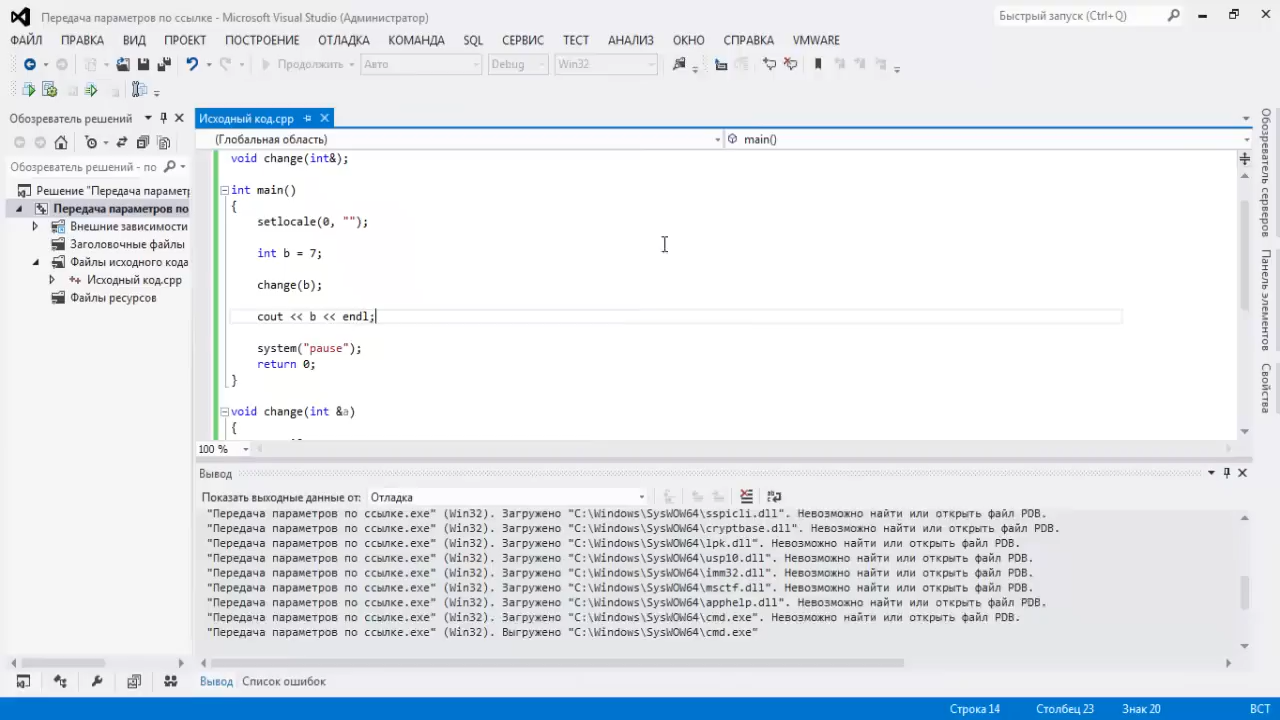 Передача параметров по ссылке - Microsoft Visual Studio (Администратор)
Быстрый запуск (Ctrl+Q)
ФАЙЛ ПРАВКА ВИД ПРОЕКТ ПОСТРОЕНИЕ ОТЛАДКА КОМАНДА SQL СЕРВИС ТЕСТ АНАЛИЗ ОКНО СПРАВКА VMWARE
Продолжить Авто Debug Win32
Обозреватель решений
Обозреватель решений - по
Решение "Передача параметр
Передача параметров по
Внешние зависимости
Заголовочные файлы
Файлы исходного кода
Исходный код.cpp
Файлы ресурсов
Исходный код.cpp
(Глобальная область) main()
void change(int&);
int main()
{
setlocale(0, "");
int b = 7;
change(b);
cout << b << endl;
system("pause");
return 0;
}
void change(int &a)
{
100 %
Обозреватель серверов
Панель элементов
Свойства
Вывод
Показать выходные данные от: Отладка
"Передача параметров по ссылке.exe" (Win32). Загружено "C:\Windows\SysWOW64\sspicli.dll". Невозможно найти или открыть файл PDB.
"Передача параметров по ссылке.exe" (Win32). Загружено "C:\Windows\SysWOW64\cryptbase.dll". Невозможно найти или открыть файл PDB.
"Передача параметров по ссылке.exe" (Win32). Загружено "C:\Windows\SysWOW64\lpk.dll". Невозможно найти или открыть файл PDB.
"Передача параметров по ссылке.exe" (Win32). Загружено "C:\Windows\SysWOW64\usp10.dll". Невозможно найти или открыть файл PDB.
"Передача параметров по ссылке.exe" (Win32). Загружено "C:\Windows\SysWOW64\imm32.dll". Невозможно найти или открыть файл PDB.
"Передача параметров по ссылке.exe" (Win32). Загружено "C:\Windows\SysWOW64\msctf.dll". Невозможно найти или открыть файл PDB.
"Передача параметров по ссылке.exe" (Win32). Загружено "C:\Windows\SysWOW64\apphelp.dll". Невозможно найти или открыть файл PDB.
"Передача параметров по ссылке.exe" (Win32). Загружено "C:\Windows\SysWOW64\cmd.exe". Невозможно найти или открыть файл PDB.
"Передача параметров по ссылке.exe" (Win32). Выгружено "C:\Windows\SysWOW64\cmd.exe"
Вывод Список ошибок
Строка 14 Столбец 23 Знак 20 ВСТ